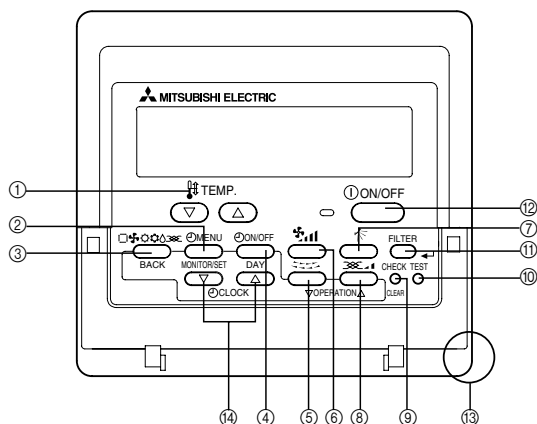 MITSUBISHI ELECTRIC
① TEMP. ON/OFF ⑫
② MENU ON/OFF FILTER ⑦
③ BACK MONITOR/SET DAY ⑪
CHECK TEST ⑩
CLOCK ▽OPERATION△ CLEAR
⑭ ④ ⑤ ⑥ ⑧ ⑨ ⑬